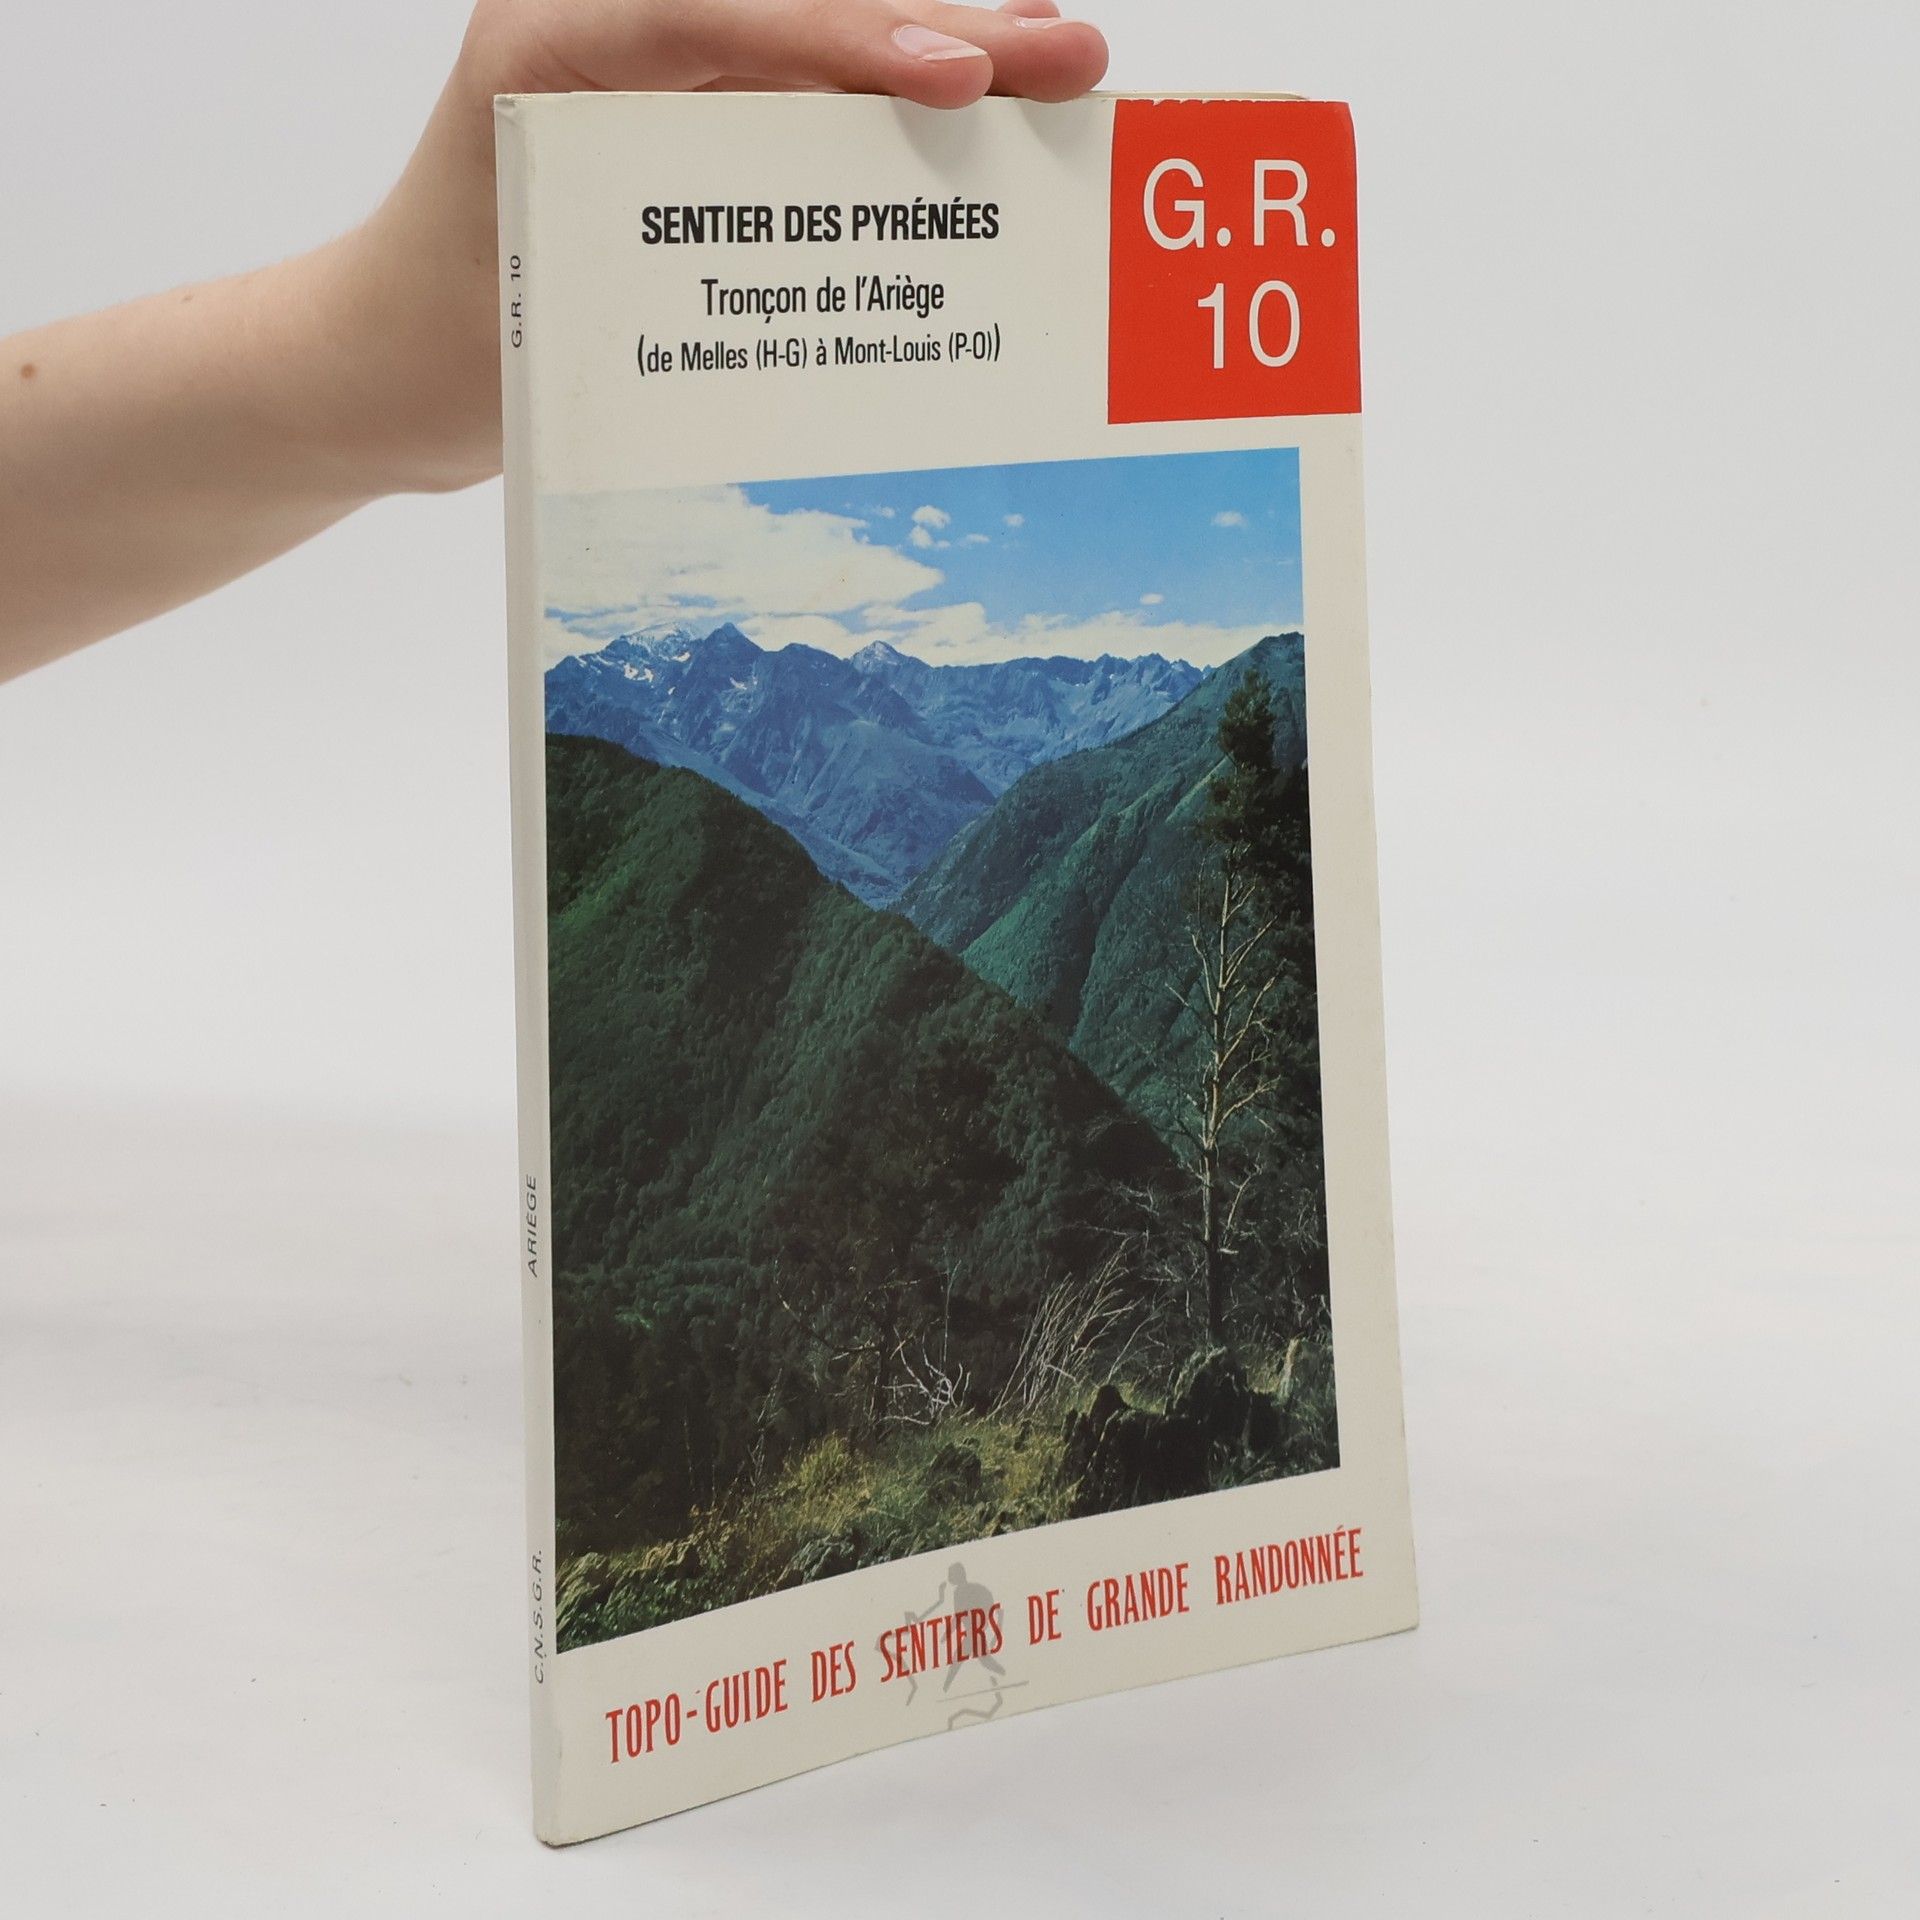 SENTIER DES PYRÉNÉES
Tronçon de l'Ariège
(de Melles (H-G) à Mont-Louis (P-O))
G.R.
10
TOPO-GUIDE DES SENTIERS DE GRANDE RANDONNÉE
G.R. 10
ARIÈGE
C.N.S.G.R.